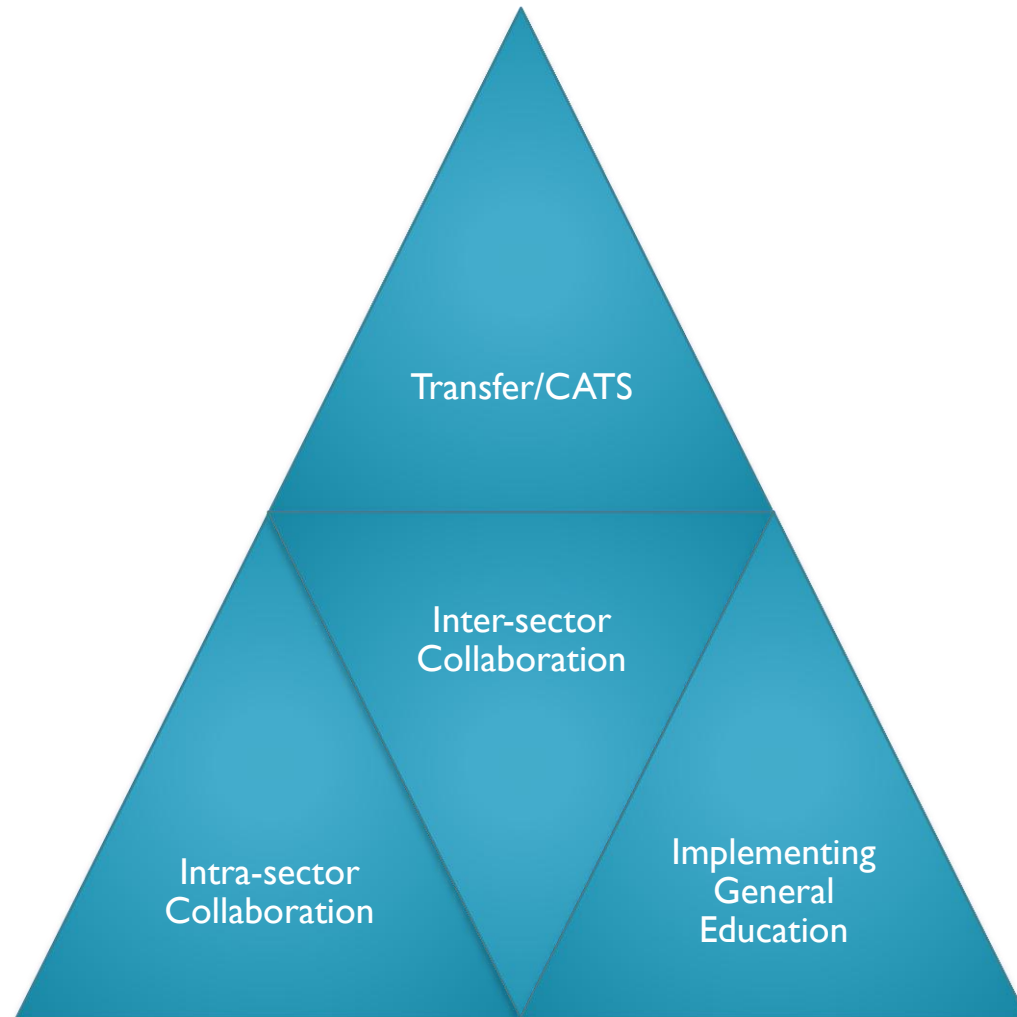 Transfer/CATS
Inter-sector
Collaboration
Intra-sector
Collaboration
Implementing
General
Education